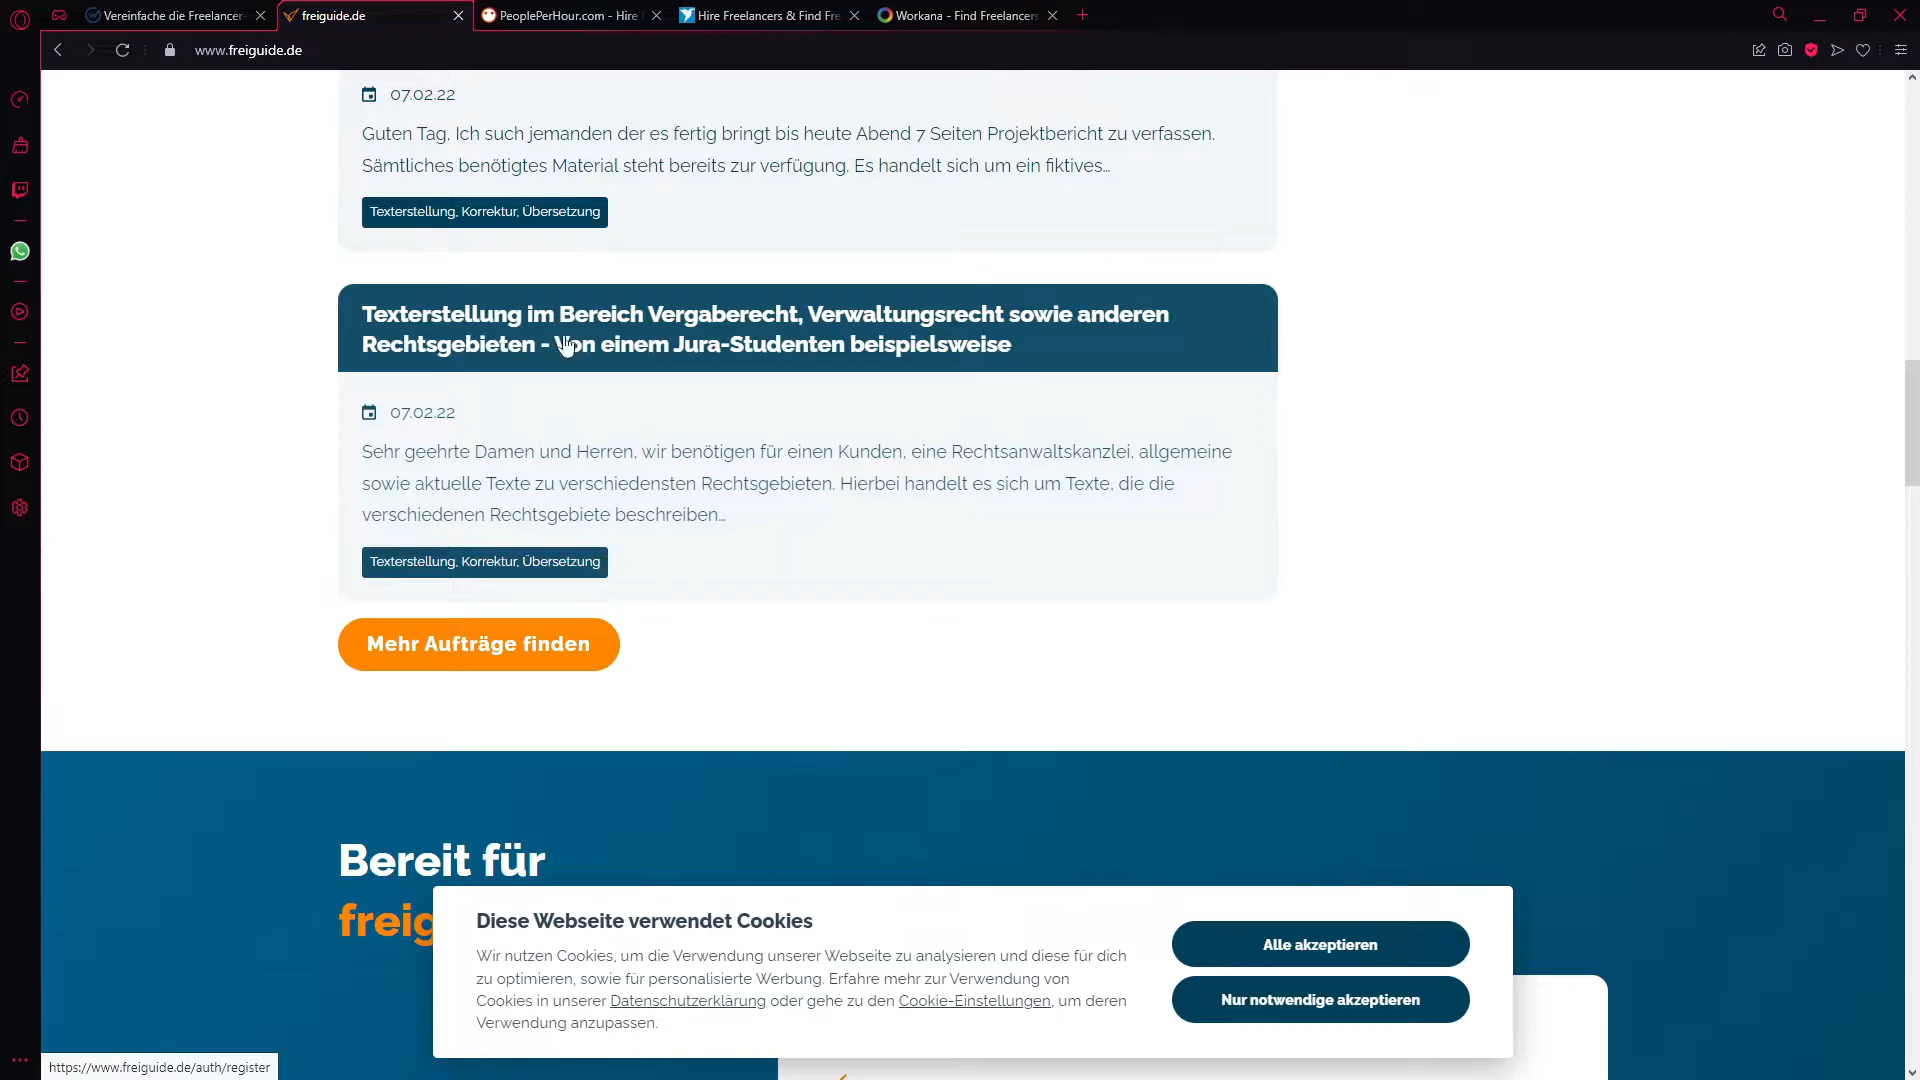 Vereinfache die Freelancer-
freiguide.de
PeoplePerHour.com - Hire
Hire Freelancers & Find Fre
Workana - Find Freelancers
www.freiguide.de
07.02.22
Guten Tag, Ich such jemanden der es fertig bringt bis heute Abend 7 Seiten Projektbericht zu verfassen.
Sämtliches benötigtes Material steht bereits zur verfügung. Es handelt sich um ein fiktives...
Texterstellung, Korrektur, Übersetzung
Texterstellung im Bereich Vergaberecht, Verwaltungsrecht sowie anderen
Rechtsgebieten - Von einem Jura-Studenten beispielsweise
07.02.22
Sehr geehrte Damen und Herren, wir benötigen für einen Kunden, eine Rechtsanwaltskanzlei, allgemeine
sowie aktuelle Texte zu verschiedensten Rechtsgebieten. Hierbei handelt es sich um Texte, die die
verschiedenen Rechtsgebiete beschreiben...
Texterstellung, Korrektur, Übersetzung
Mehr Aufträge finden
Bereit für
freig
Diese Webseite verwendet Cookies
Wir nutzen Cookies, um die Verwendung unserer Webseite zu analysieren und diese für dich
zu optimieren, sowie für personalisierte Werbung. Erfahre mehr zur Verwendung von
Cookies in unserer Datenschutzerklärung oder gehe zu den Cookie-Einstellungen, um deren
Verwendung anzupassen.
Alle akzeptieren
Nur notwendige akzeptieren
https://www.freiguide.de/auth/register